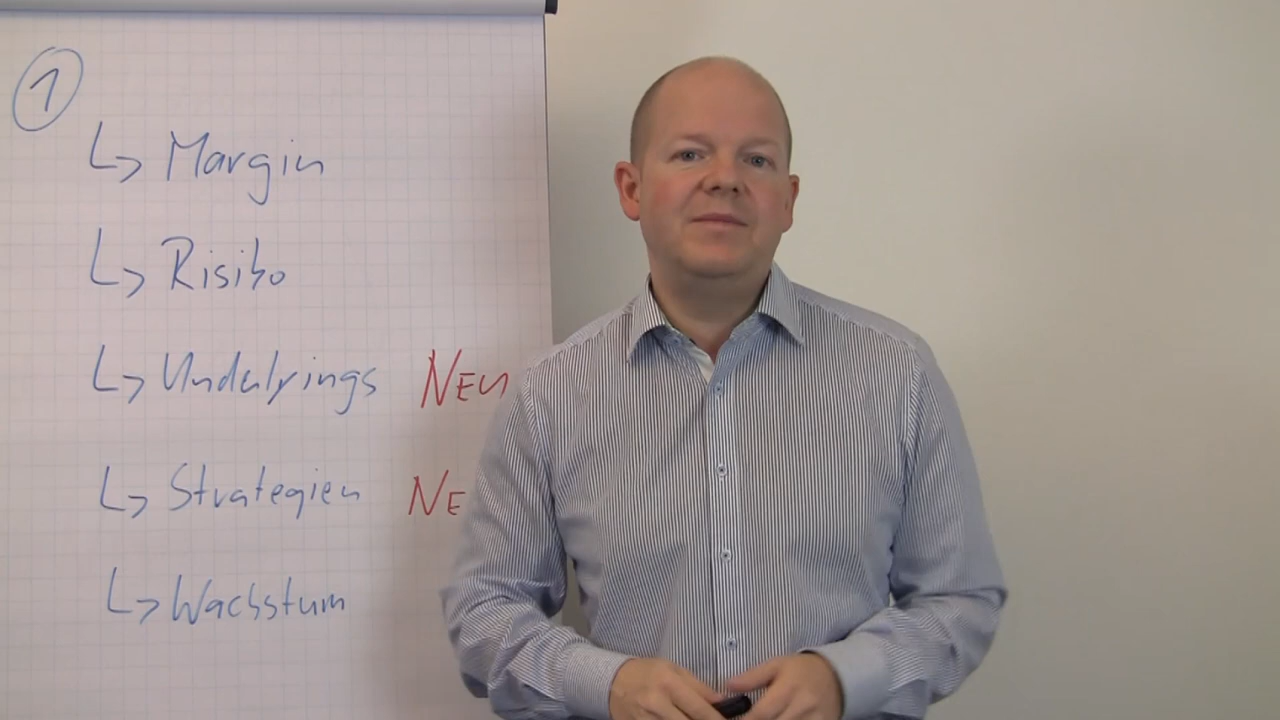 1
↳ Margin
↳ Risiko
↳ Underlyings NEU
↳ Strategien NE
↳ Wachstum